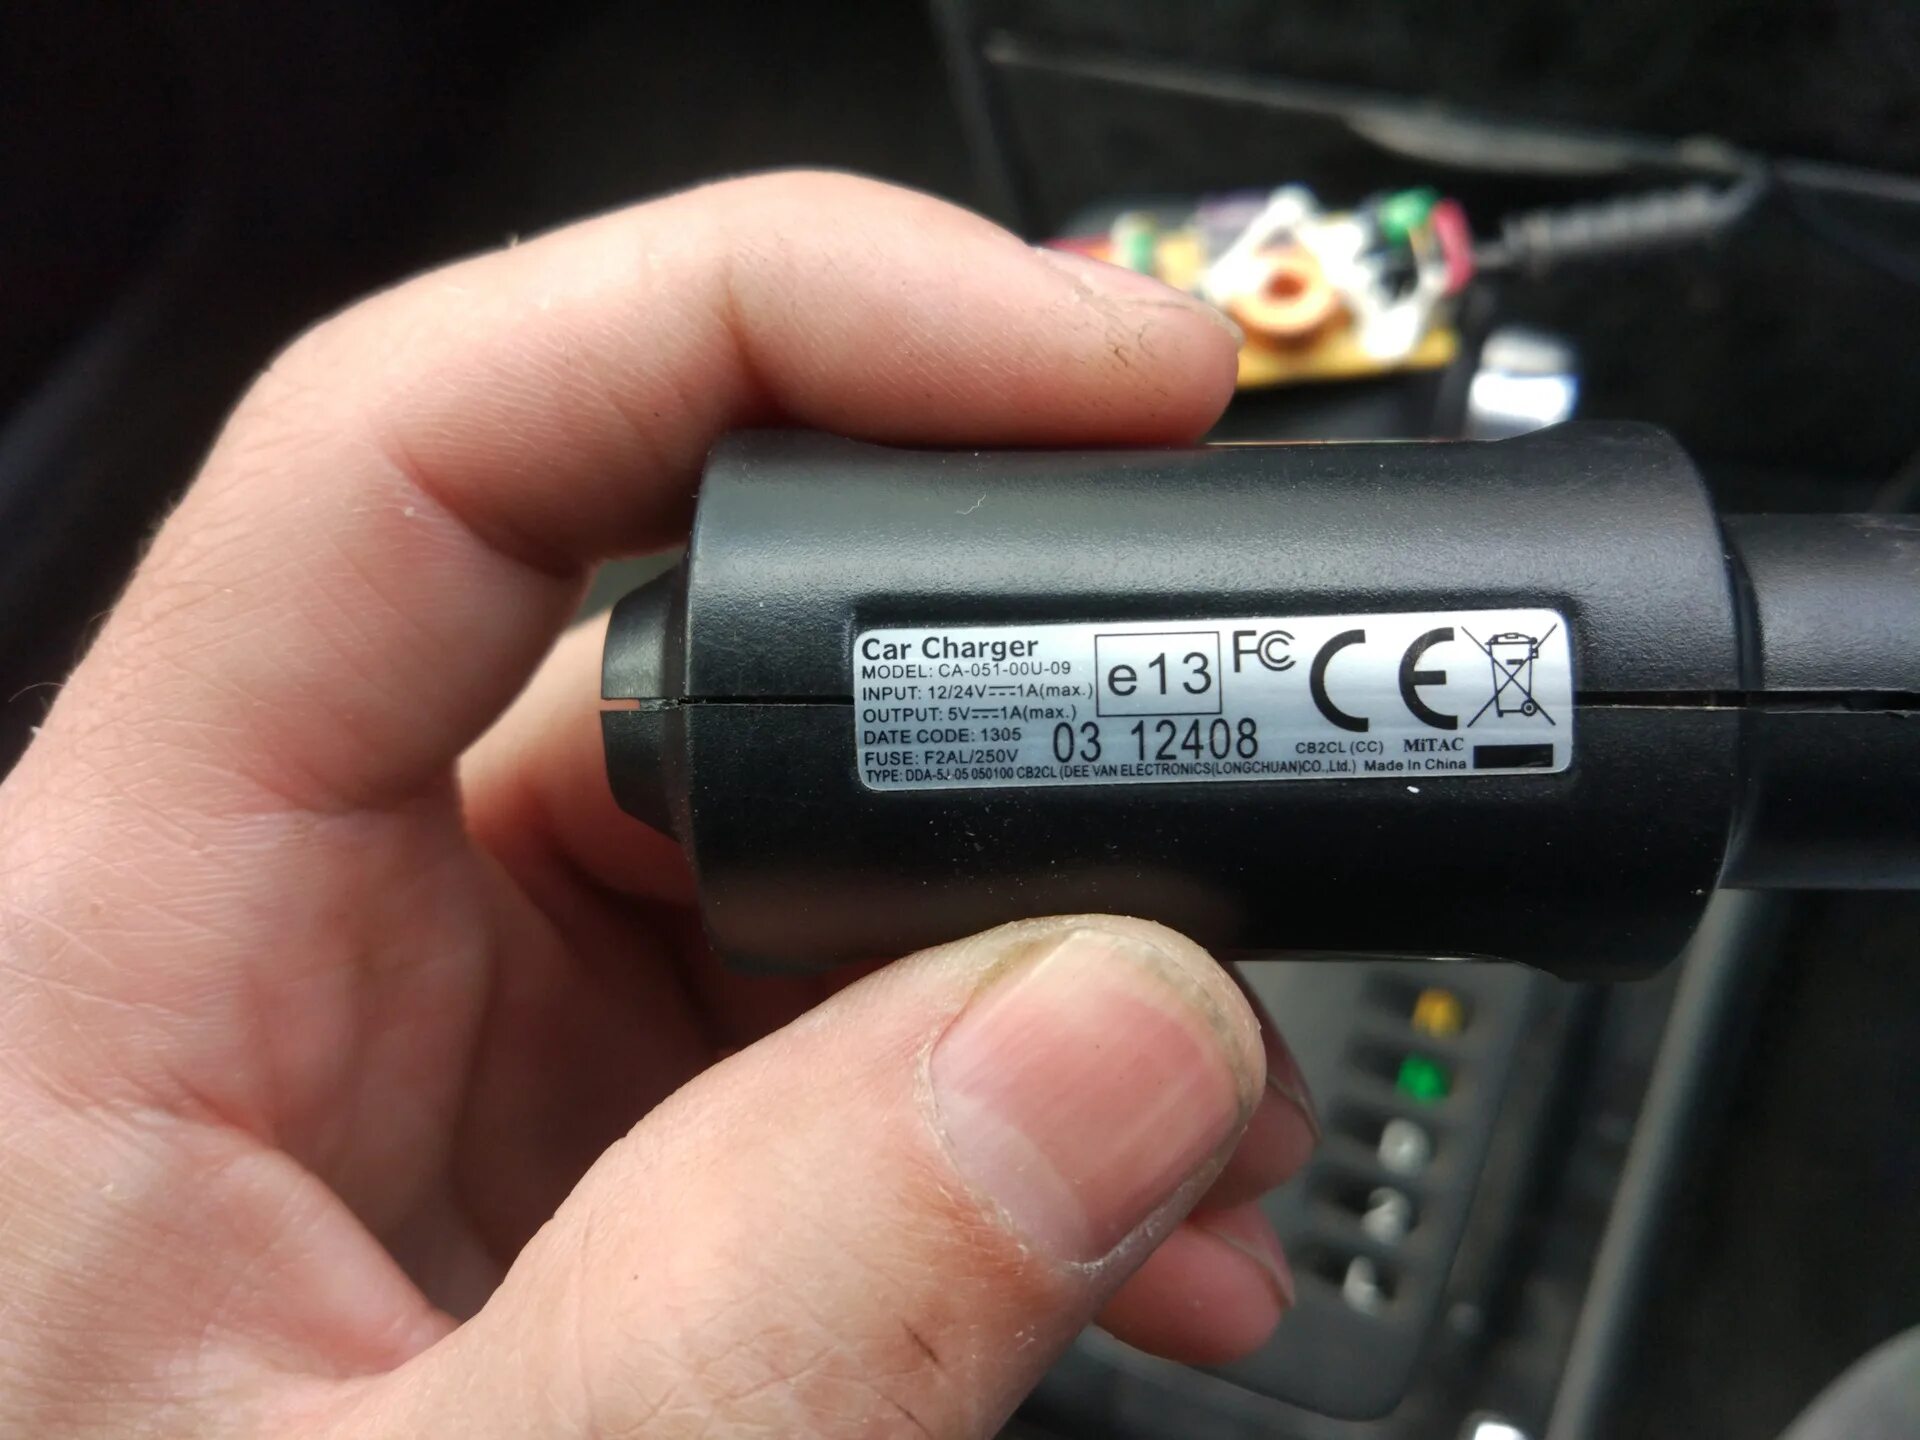 Car Charger
MODEL: CA-051-00U-09
INPUT: 12/24V⎓1A(max.)
OUTPUT: 5V⎓1A(max.)
DATE CODE: 1305
FUSE: F2AL/250V
TYPE: DDA-5J-05 050100 CB2CL (DEE VAN ELECTRONICS(LONGCHUAN)CO.,Ltd.)
e13
03 12408
FC
CE
CB2CL (CC) MiTAC
Made In China